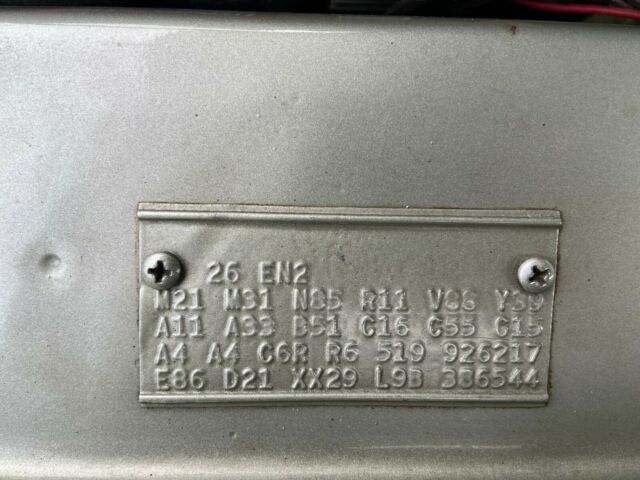 26 EN2
M21 M31 N85 R11 V88 Y39
A11 A33 B51 C16 C55 G15
A4 A4 C6R R6 519 926217
E86 D21 XX29 L9B 386544